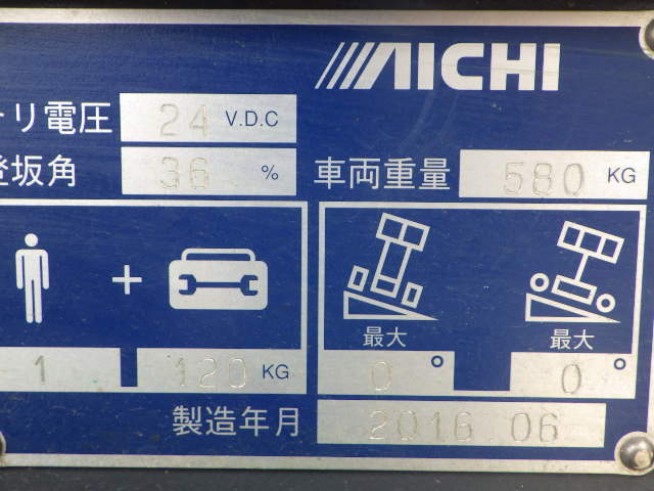 AICHI
リ電圧 24 V.D.C
坂角 36 %
車両重量 580 KG
+
最大 最大
1 120 KG 0° 0°
製造年月 2016 06